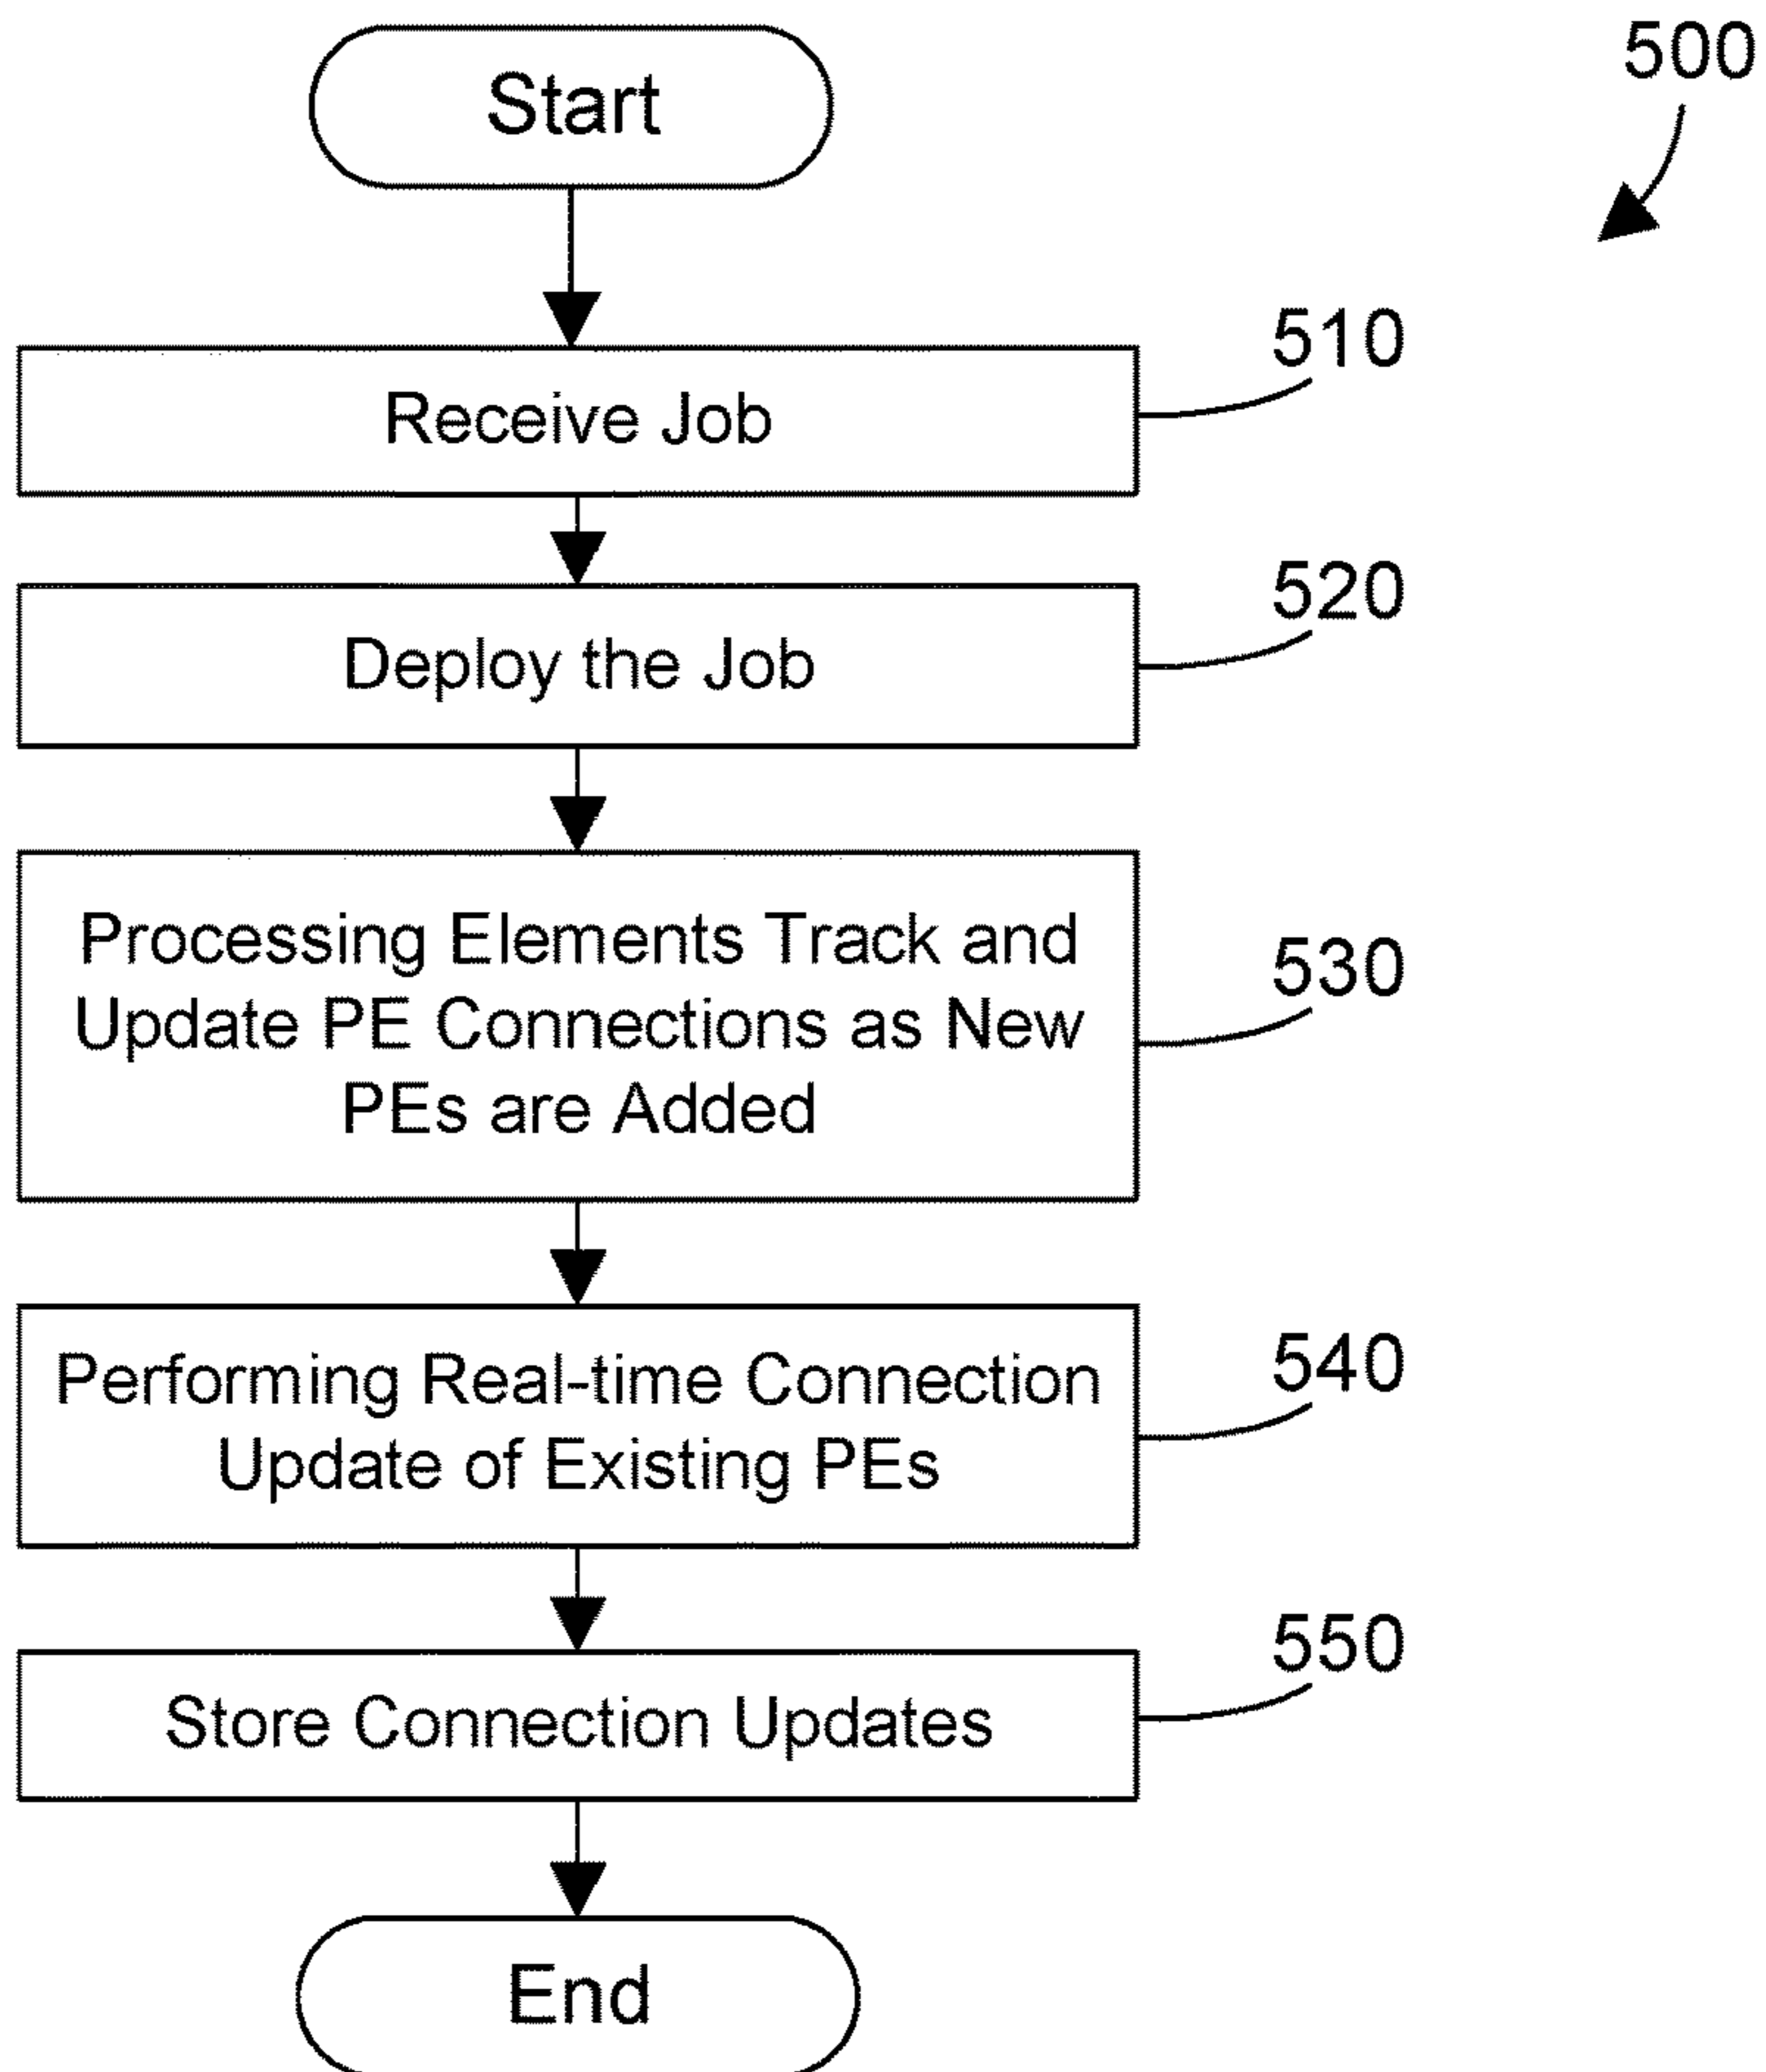 Start
500
Receive Job
510
Deploy the Job
520
Processing Elements Track and
Update PE Connections as New
PEs are Added
530
Performing Real-time Connection
Update of Existing PEs
540
Store Connection Updates
550
End